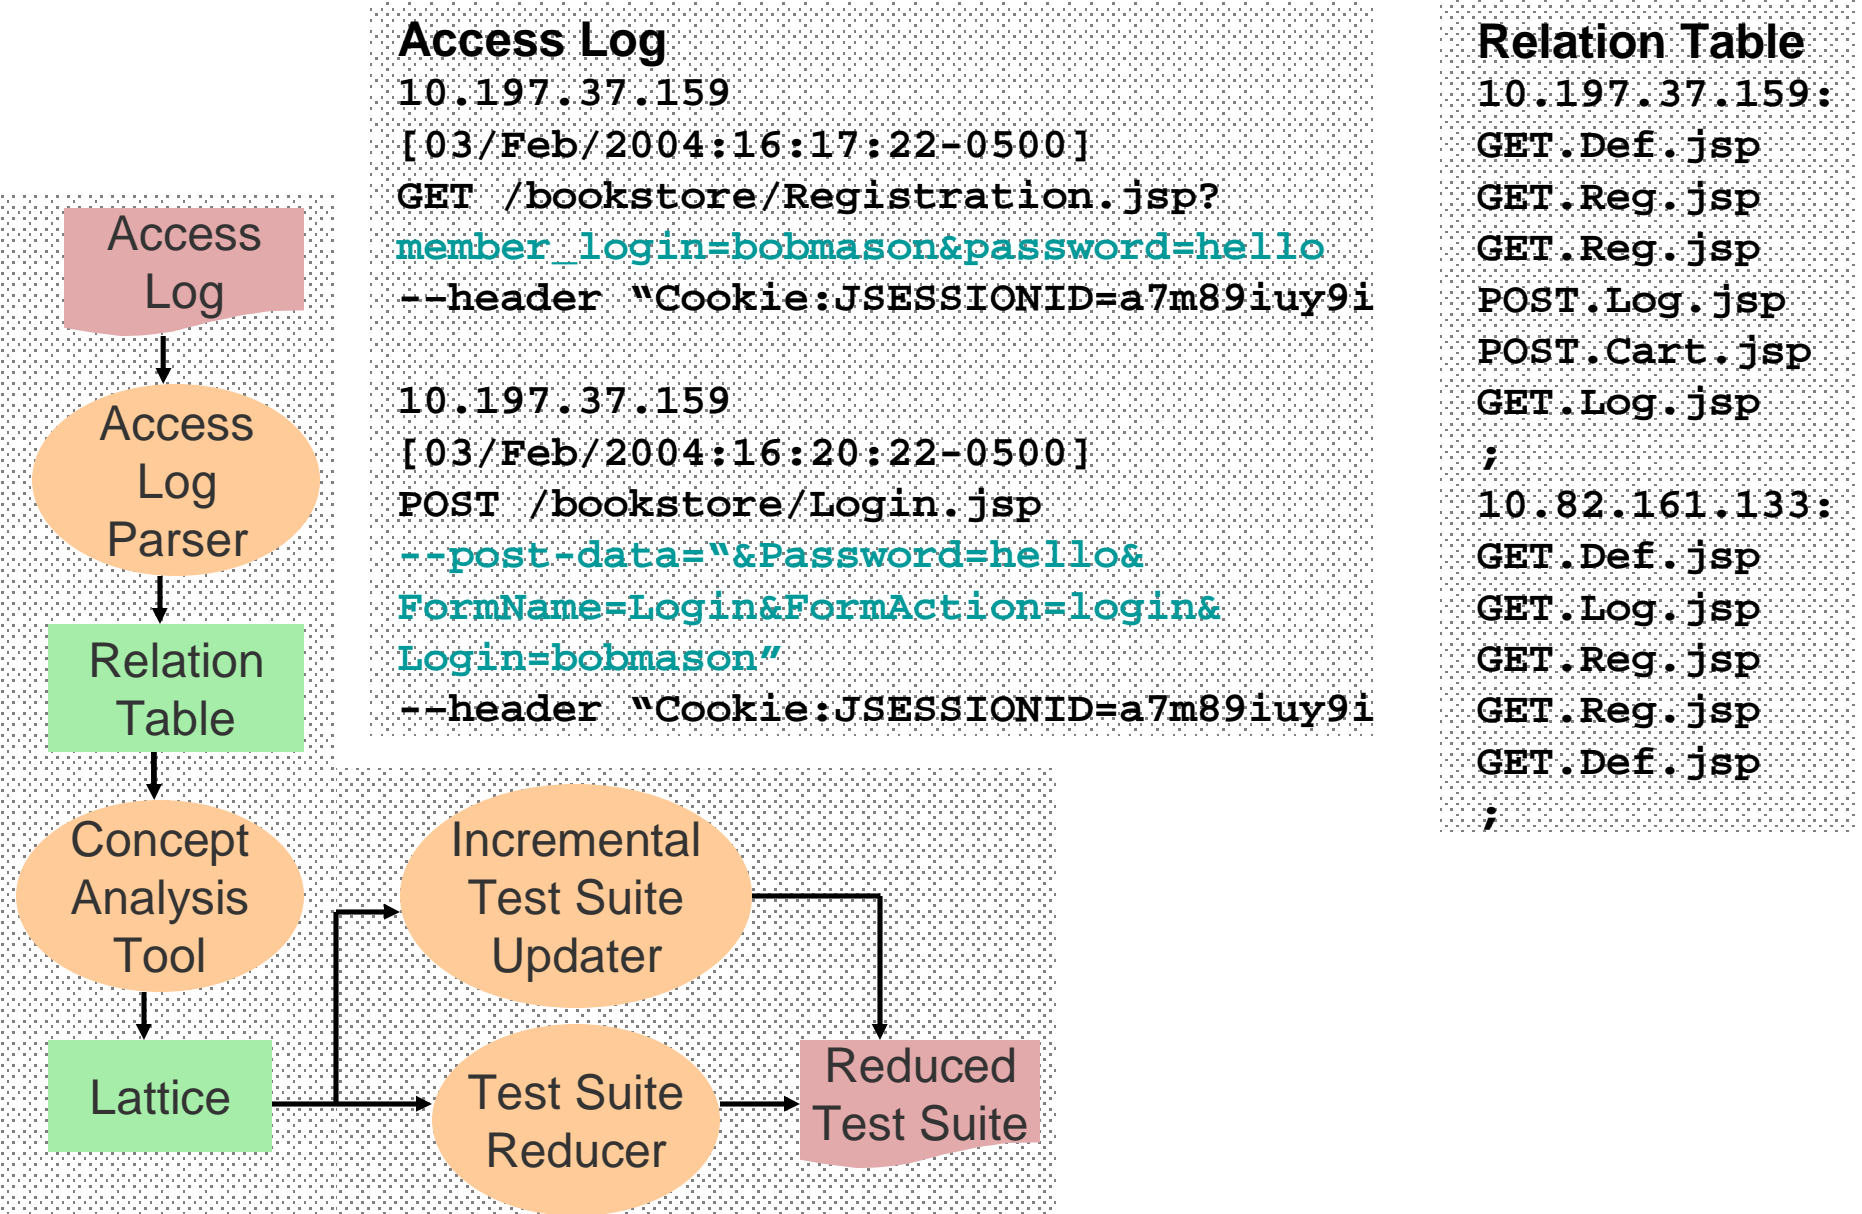 Access Log
10.197.37.159
[03/Feb/2004:16:17:22-0500]
GET /bookstore/Registration.jsp?
member_login=bobmason&password=hello
--header “Cookie:JSESSIONID=a7m89iuy9i
10.197.37.159
[03/Feb/2004:16:20:22-0500]
POST /bookstore/Login.jsp
--post-data=“&Password=hello&
FormName=Login&FormAction=login&
Login=bobmason”
--header “Cookie:JSESSIONID=a7m89iuy9i
Relation Table
10.197.37.159:
GET.Def.jsp
GET.Reg.jsp
GET.Reg.jsp
POST.Log.jsp
POST.Cart.jsp
GET.Log.jsp
;
10.82.161.133:
GET.Def.jsp
GET.Log.jsp
GET.Reg.jsp
GET.Reg.jsp
GET.Def.jsp
;
Access
Log
Access
Log
Parser
Relation
Table
Concept
Analysis
Tool
Lattice
Incremental
Test Suite
Updater
Test Suite
Reducer
Reduced
Test Suite